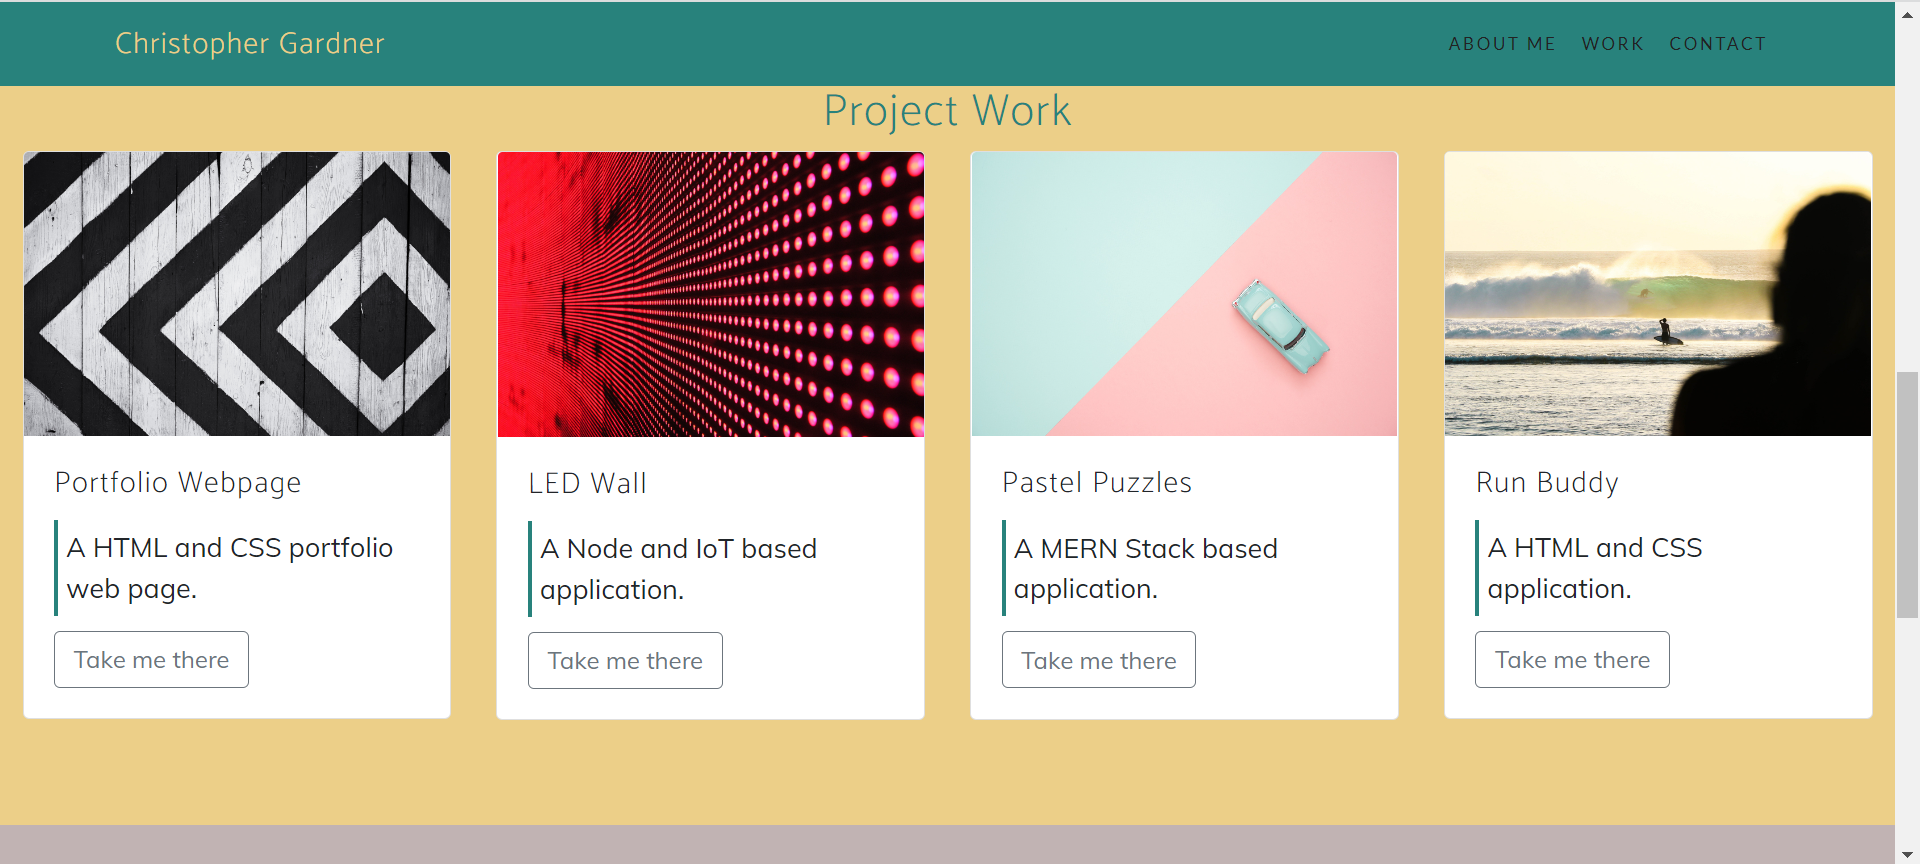 Christopher Gardner
ABOUT ME WORK CONTACT
Project Work
Portfolio Webpage
A HTML and CSS portfolio
web page.
Take me there
LED Wall
A Node and IoT based
application.
Take me there
Pastel Puzzles
A MERN Stack based
application.
Take me there
Run Buddy
A HTML and CSS
application.
Take me there